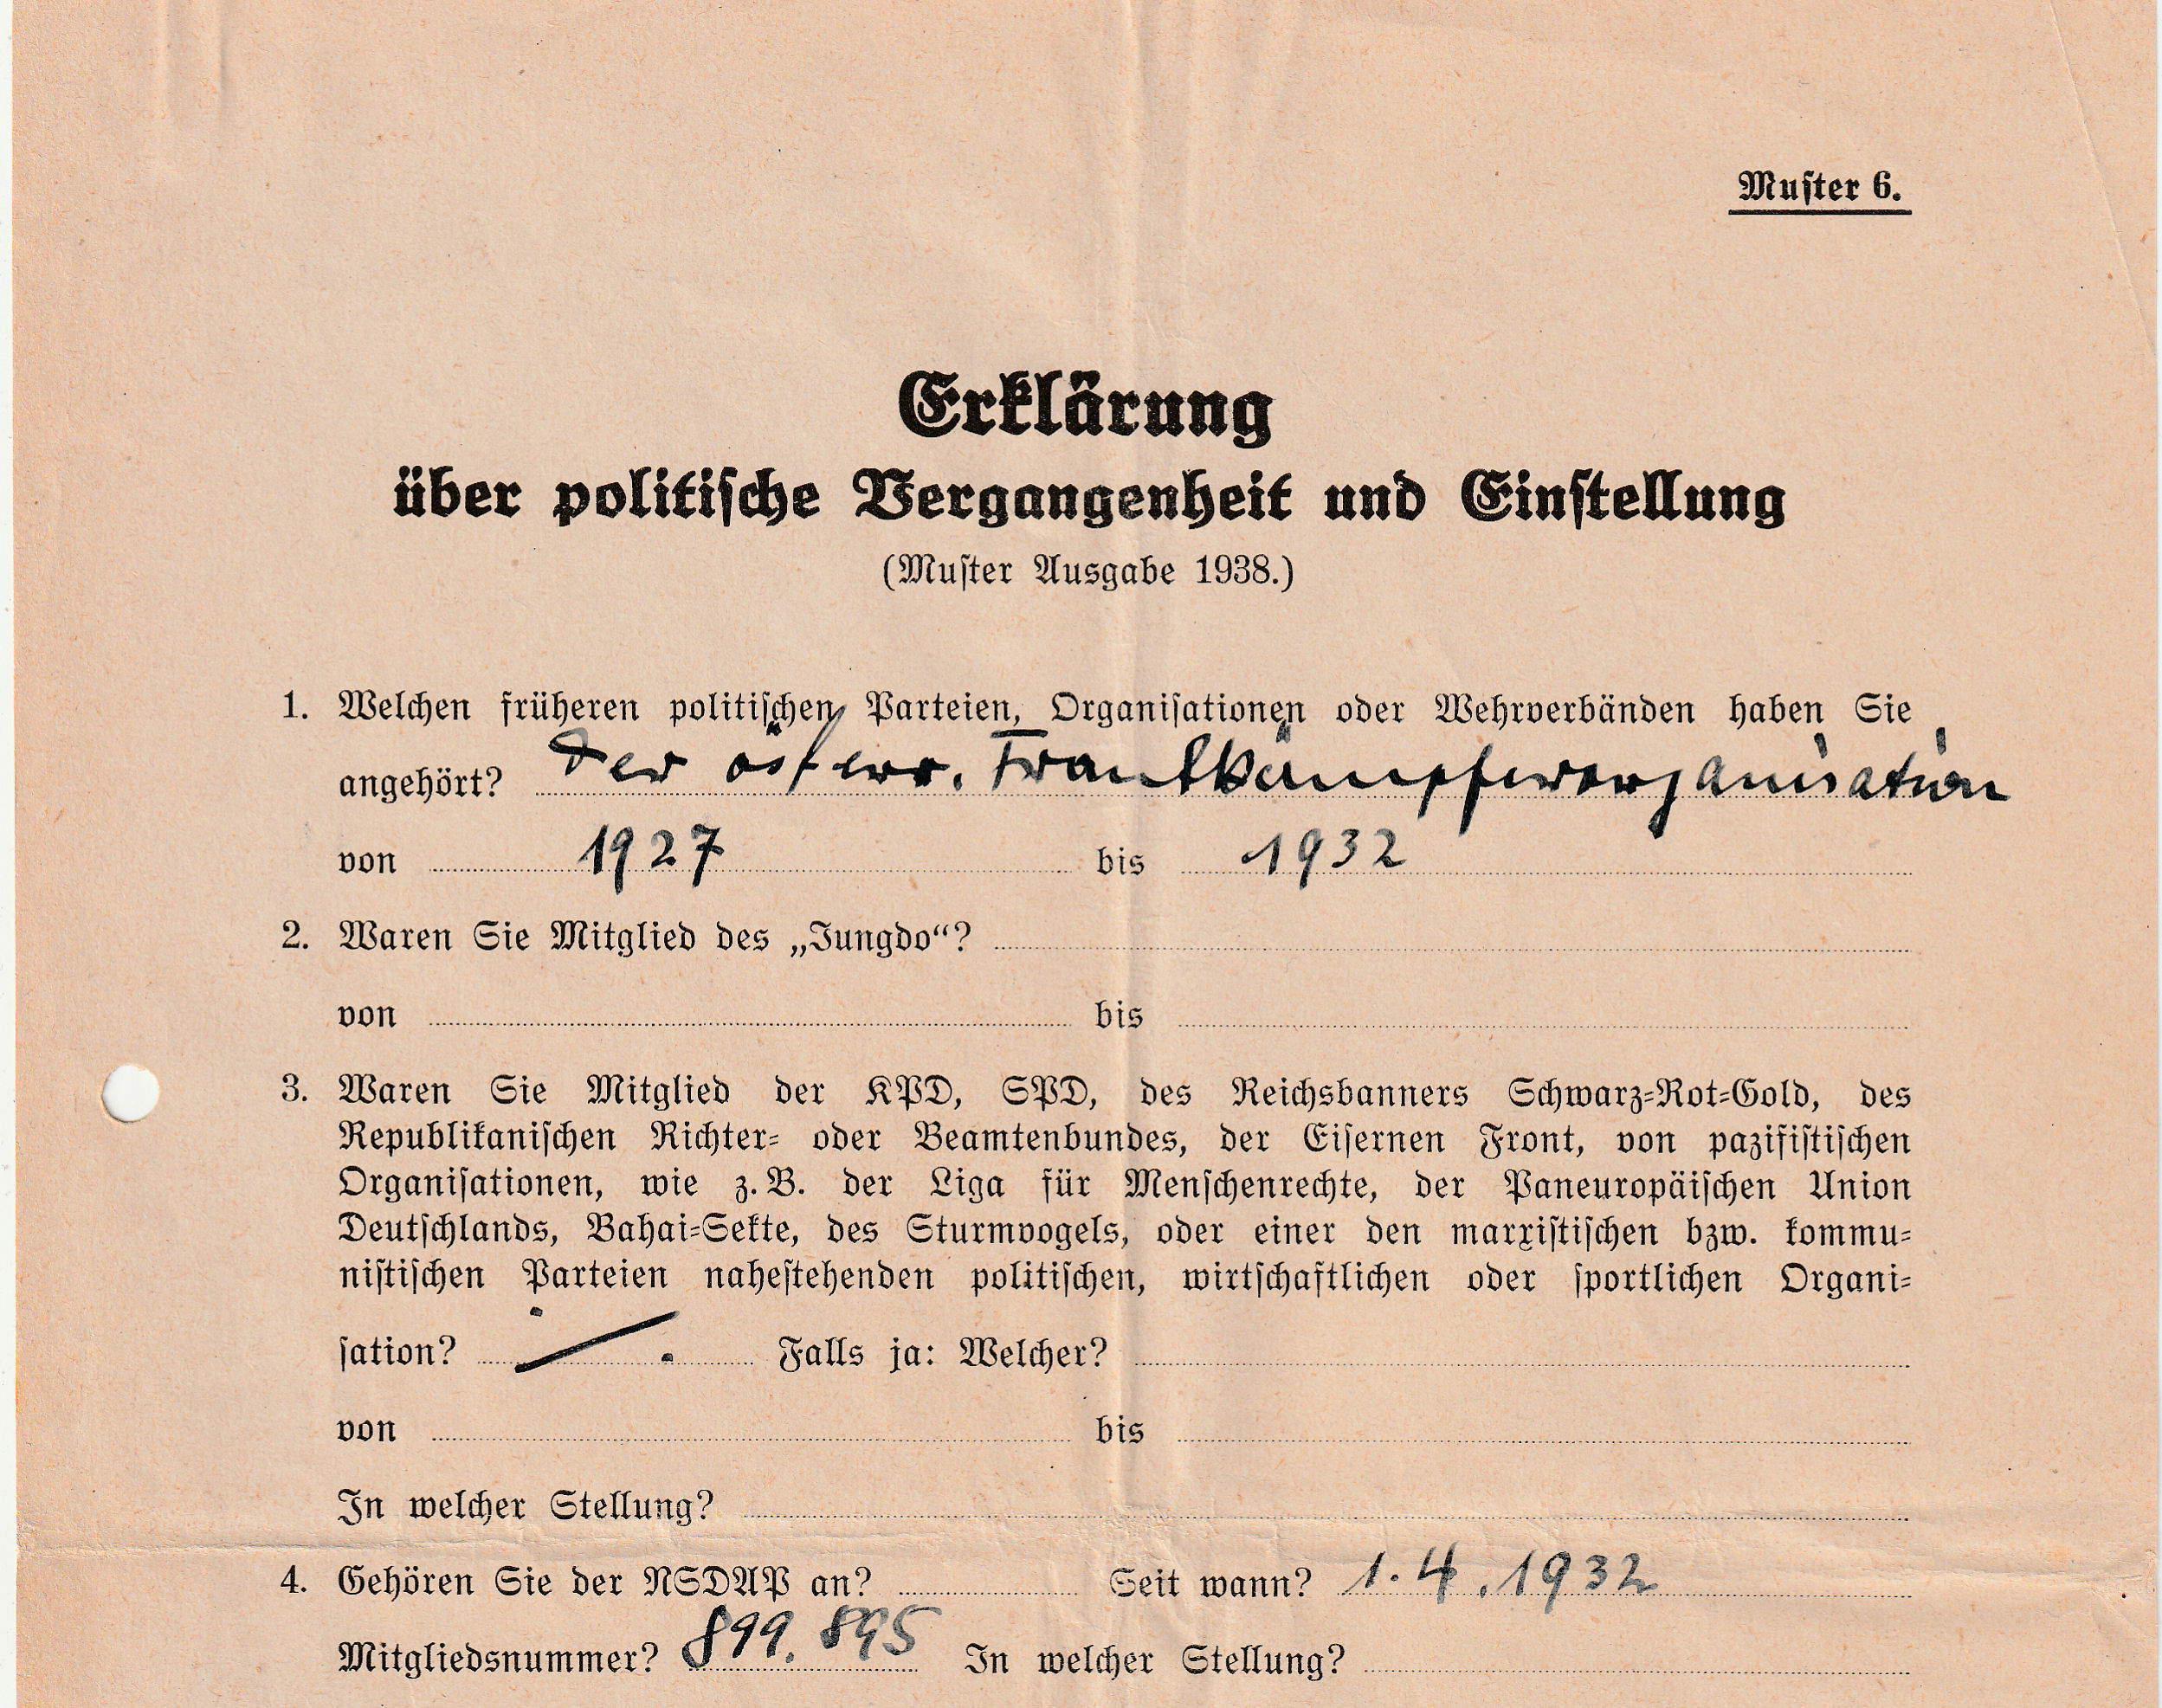 Muster 6.
Erklärung
über politische Vergangenheit und Einstellung
(Muster Ausgabe 1938.)
1. Welchen früheren politischen Parteien, Organisationen oder Wehrverbänden haben Sie
angehört? der österr. Frontkämpferorganisation
von 1927 bis 1932
2. Waren Sie Mitglied des „Jungdo“?
von bis
3. Waren Sie Mitglied der KPD, SPD, des Reichsbanners Schwarz-Rot-Gold, des
Republikanischen Richter- oder Beamtenbundes, der Eisernen Front, von pazifistischen
Organisationen, wie z. B. der Liga für Menschenrechte, der Paneuropäischen Union
Deutschlands, Bahai-Sekte, des Sturmvogels, oder einer den marxistischen bzw. kommu-
nistischen Parteien nahestehenden politischen, wirtschaftlichen oder sportlichen Organi-
sation? ./. Falls ja: Welcher?
von bis
In welcher Stellung?
4. Gehören Sie der NSDAP an? Seit wann? 1. 4. 1932
Mitgliedsnummer? 899.895 In welcher Stellung?